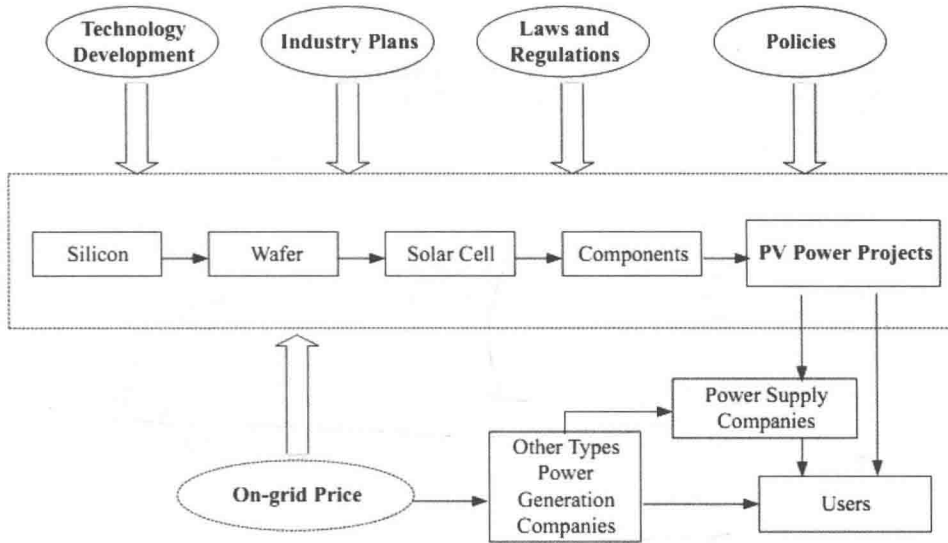 Technology
Development
Industry Plans
Laws and
Regulations
Policies
Silicon
Wafer
Solar Cell
Components
PV Power Projects
Power Supply
Companies
On-grid Price
Other Types
Power
Generation
Companies
Users